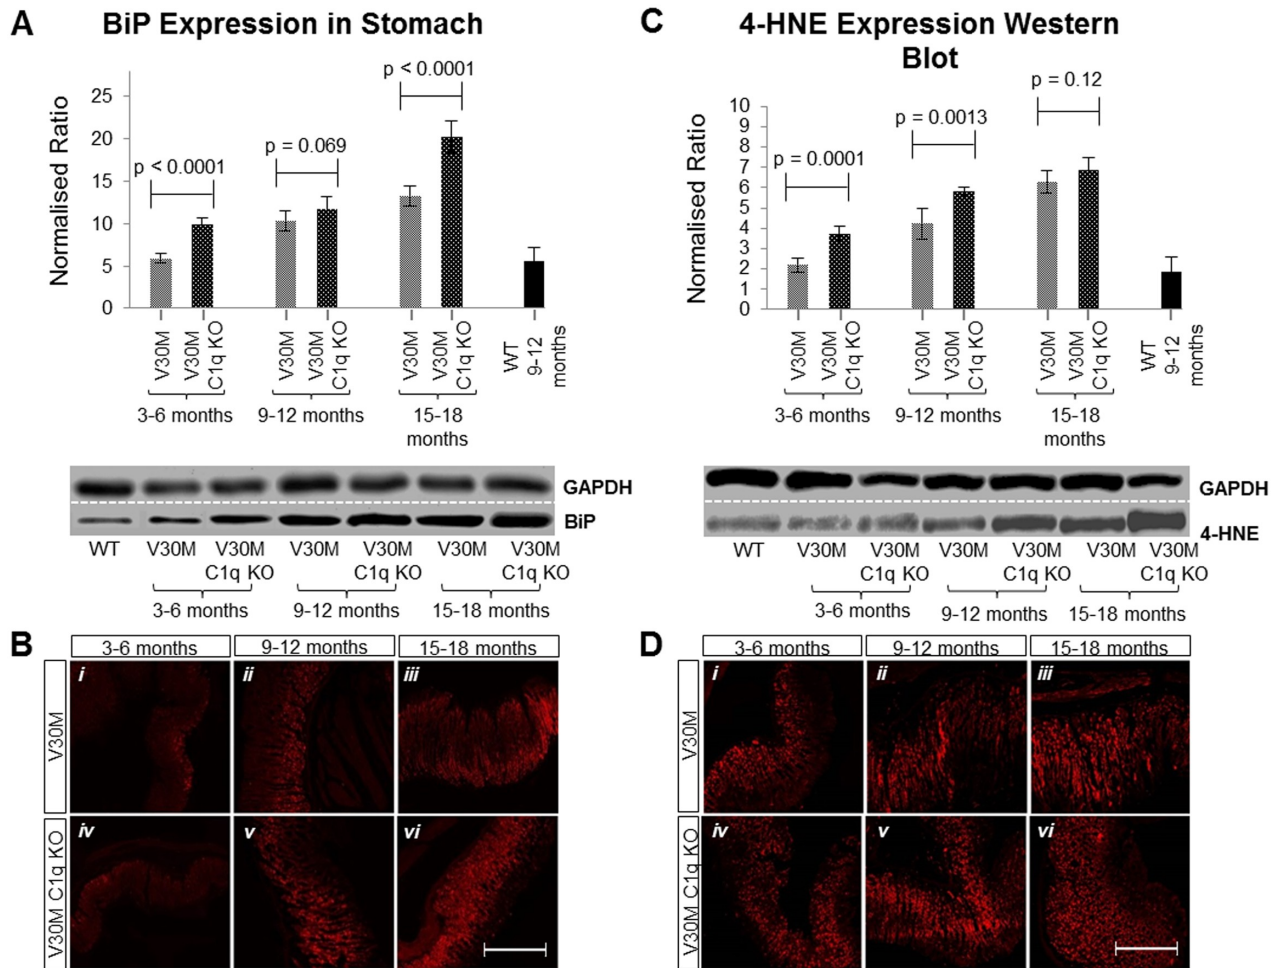 A
BiP Expression in Stomach
Normalised Ratio
25
20
15
10
5
0
p < 0.0001
p = 0.069
p < 0.0001
V30M
V30M
C1q KO
V30M
V30M
C1q KO
V30M
V30M
C1q KO
WT
9-12
months
3-6 months
9-12 months
15-18
months
GAPDH
BiP
WT
V30M
V30M
C1q KO
V30M
V30M
C1q KO
V30M
V30M
C1q KO
3-6 months
9-12 months
15-18 months
B
3-6 months
9-12 months
15-18 months
V30M
i
ii
iii
V30M C1q KO
iv
v
vi
C
4-HNE Expression Western
Blot
Normalised Ratio
10
9
8
7
6
5
4
3
2
1
0
p = 0.0001
p = 0.0013
p = 0.12
V30M
V30M
C1q KO
V30M
V30M
C1q KO
V30M
V30M
C1q KO
WT
9-12
months
3-6 months
9-12 months
15-18
months
GAPDH
4-HNE
WT
V30M
V30M
C1q KO
V30M
V30M
C1q KO
V30M
V30M
C1q KO
3-6 months
9-12 months
15-18 months
D
3-6 months
9-12 months
15-18 months
V30M
i
ii
iii
V30M C1q KO
iv
v
vi